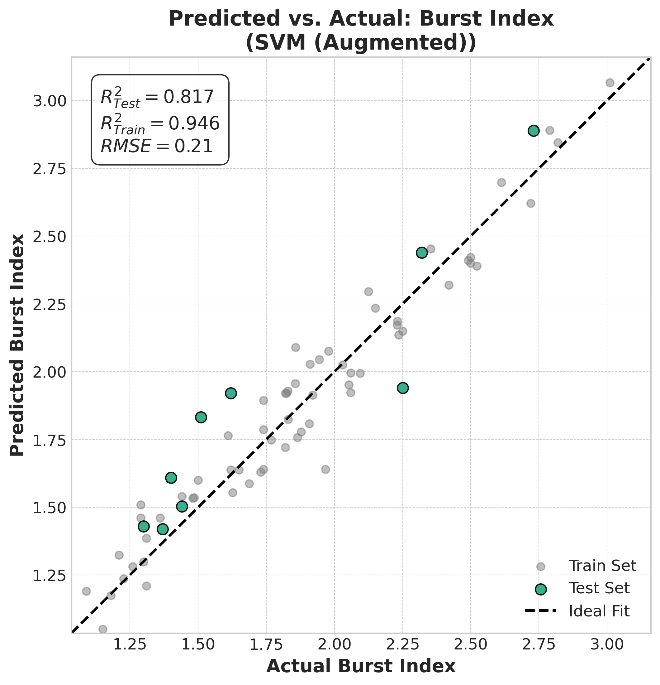 Predicted vs. Actual: Burst Index
(SVM (Augmented))
R²_Test = 0.817
R²_Train = 0.946
RMSE = 0.21
Predicted Burst Index
3.00
2.75
2.50
2.25
2.00
1.75
1.50
1.25
Train Set
Test Set
Ideal Fit
1.25 1.50 1.75 2.00 2.25 2.50 2.75 3.00
Actual Burst Index